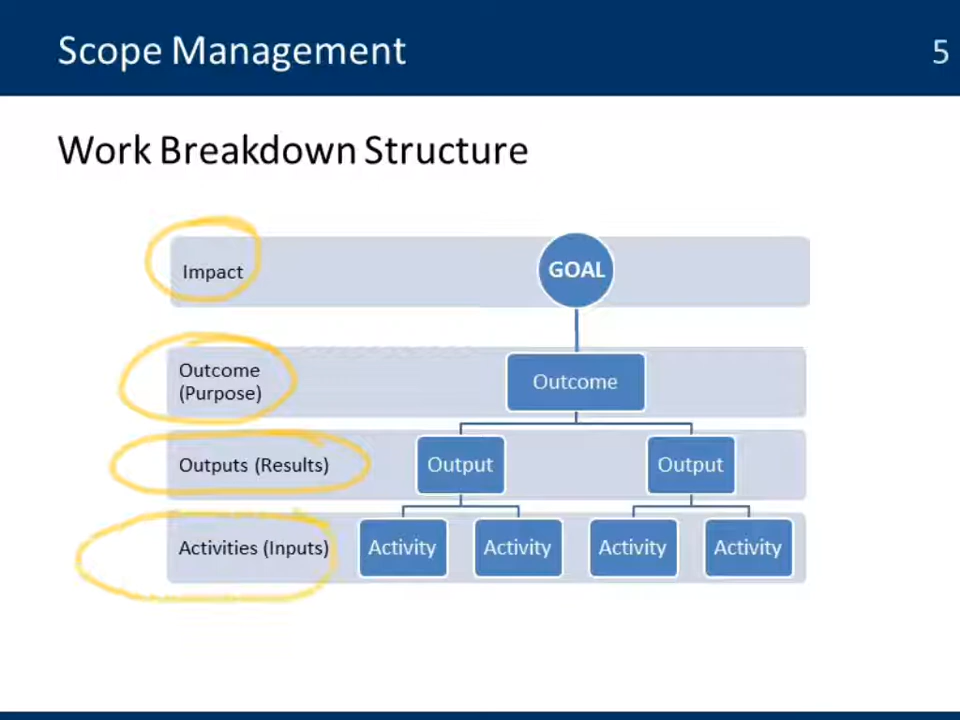 Scope Management
5
Work Breakdown Structure
Impact
GOAL
Outcome
(Purpose)
Outcome
Outputs (Results)
Output
Output
Activities (Inputs)
Activity
Activity
Activity
Activity